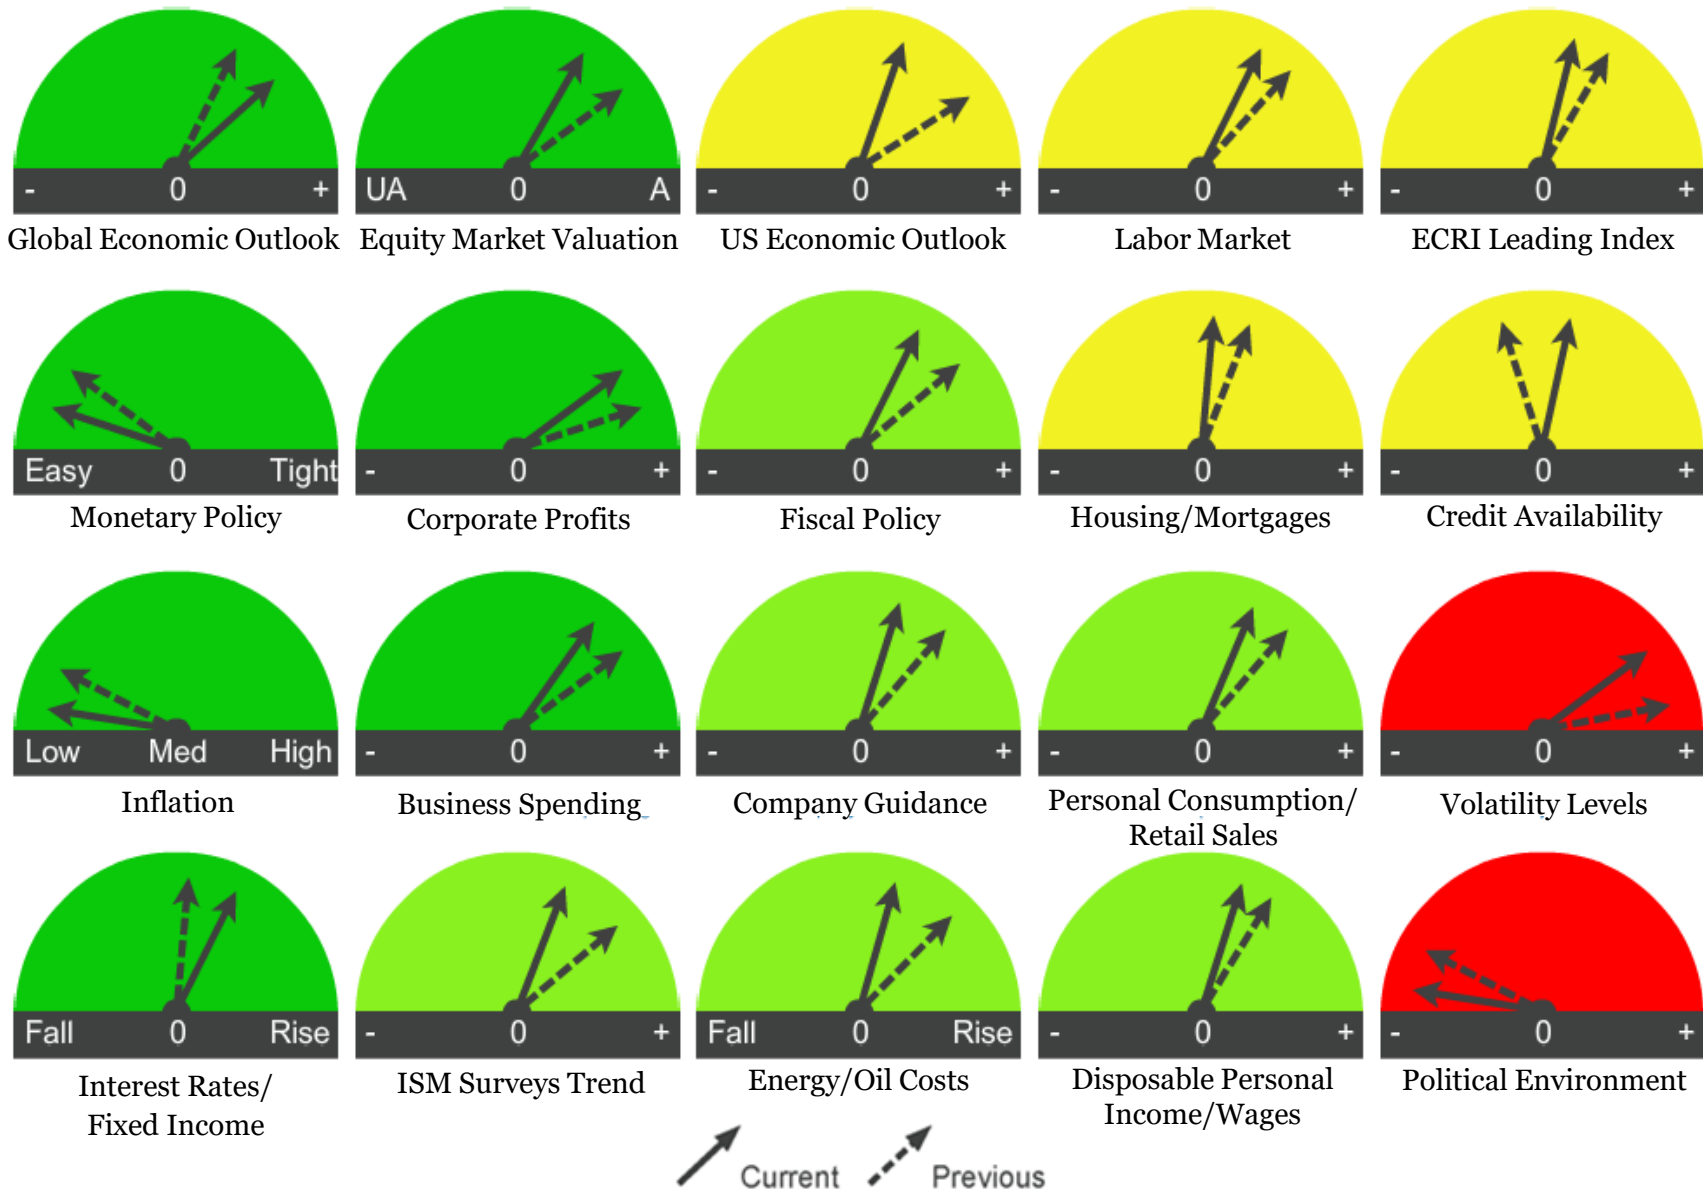 - 0 +
UA 0 A
- 0 +
- 0 +
- 0 +
Global Economic Outlook
Equity Market Valuation
US Economic Outlook
Labor Market
ECRI Leading Index
Easy 0 Tight
- 0 +
- 0 +
- 0 +
- 0 +
Monetary Policy
Corporate Profits
Fiscal Policy
Housing/Mortgages
Credit Availability
Low Med High
- 0 +
- 0 +
- 0 +
- 0 +
Inflation
Business Spending
Company Guidance
Personal Consumption/
Retail Sales
Volatility Levels
Fall 0 Rise
- 0 +
Fall 0 Rise
- 0 +
- 0 +
Interest Rates/
Fixed Income
ISM Surveys Trend
Energy/Oil Costs
Disposable Personal
Income/Wages
Political Environment
Current
Previous